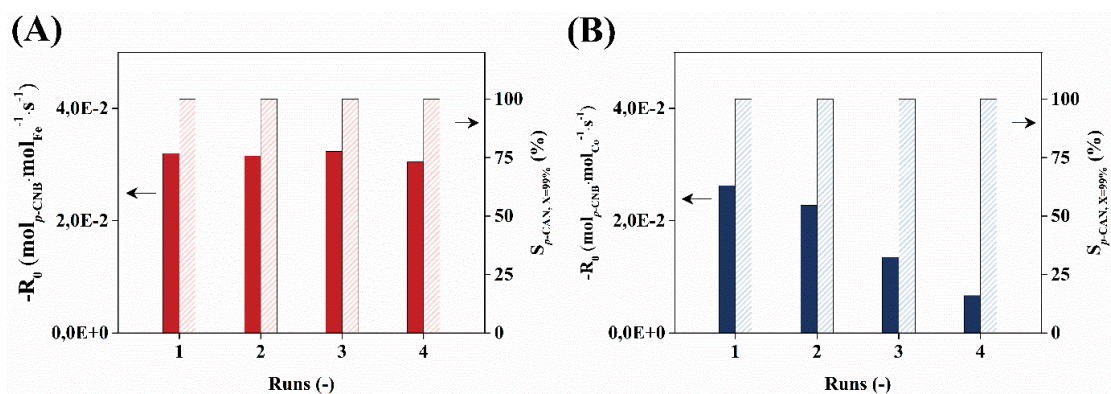 (A)
4,0E-2
2,0E-2
0,0E+0
-R0 (molp-CNB·molFe-1·s-1)
100
75
50
25
0
Sp-CAN, X=99% (%)
1 2 3 4
Runs (-)
(B)
4,0E-2
2,0E-2
0,0E+0
-R0 (molp-CNB·molCo-1·s-1)
100
75
50
25
0
Sp-CAN, X=99% (%)
1 2 3 4
Runs (-)